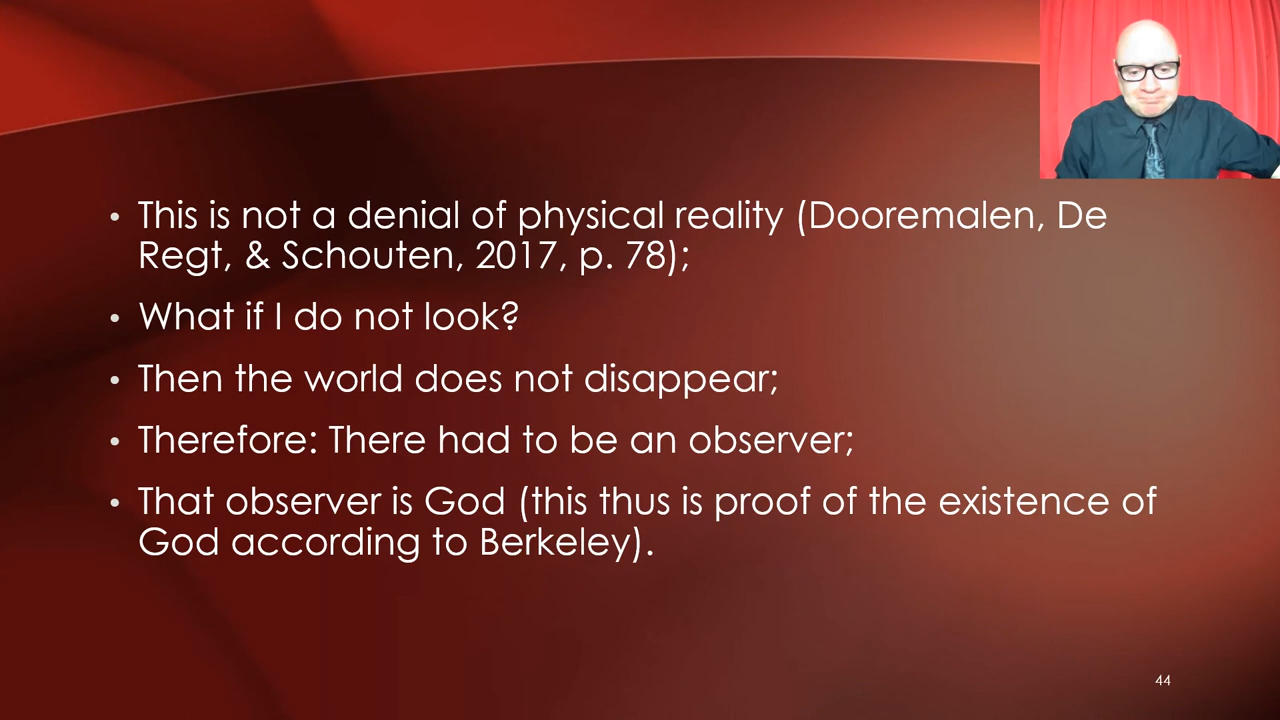 • This is not a denial of physical reality (Dooremalen, De
Regt, & Schouten, 2017, p. 78);
• What if I do not look?
• Then the world does not disappear;
• Therefore: There had to be an observer;
• That observer is God (this thus is proof of the existence of
God according to Berkeley).
44